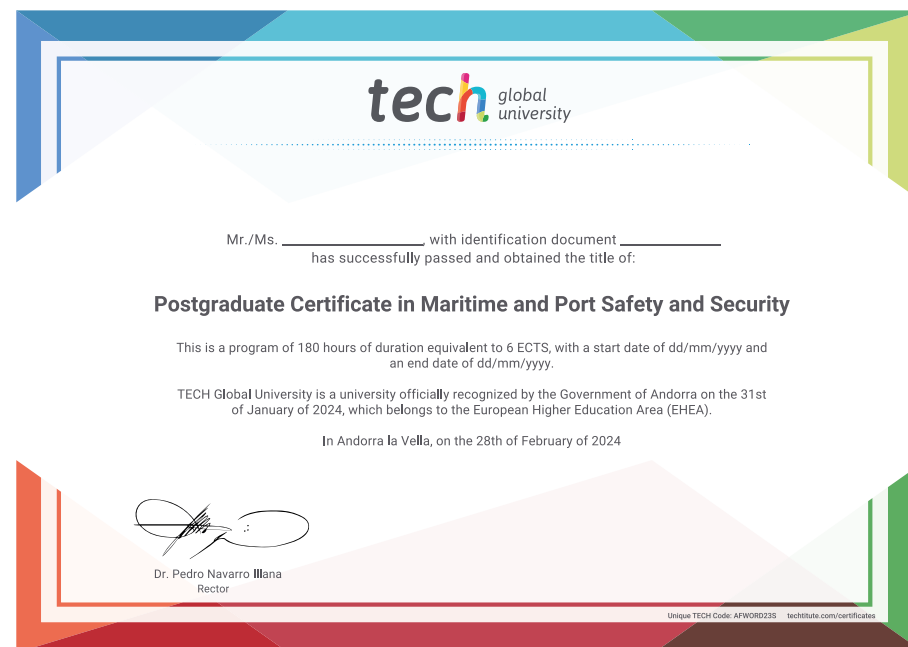 tech global
university
Mr./Ms. ____________________, with identification document ______________
has successfully passed and obtained the title of:
Postgraduate Certificate in Maritime and Port Safety and Security
This is a program of 180 hours of duration equivalent to 6 ECTS, with a start date of dd/mm/yyyy and
an end date of dd/mm/yyyy.
TECH Global University is a university officially recognized by the Government of Andorra on the 31st
of January of 2024, which belongs to the European Higher Education Area (EHEA).
In Andorra la Vella, on the 28th of February of 2024
Dr. Pedro Navarro Illana
Rector
Unique TECH Code: AFWORD23S techtitute.com/certificates